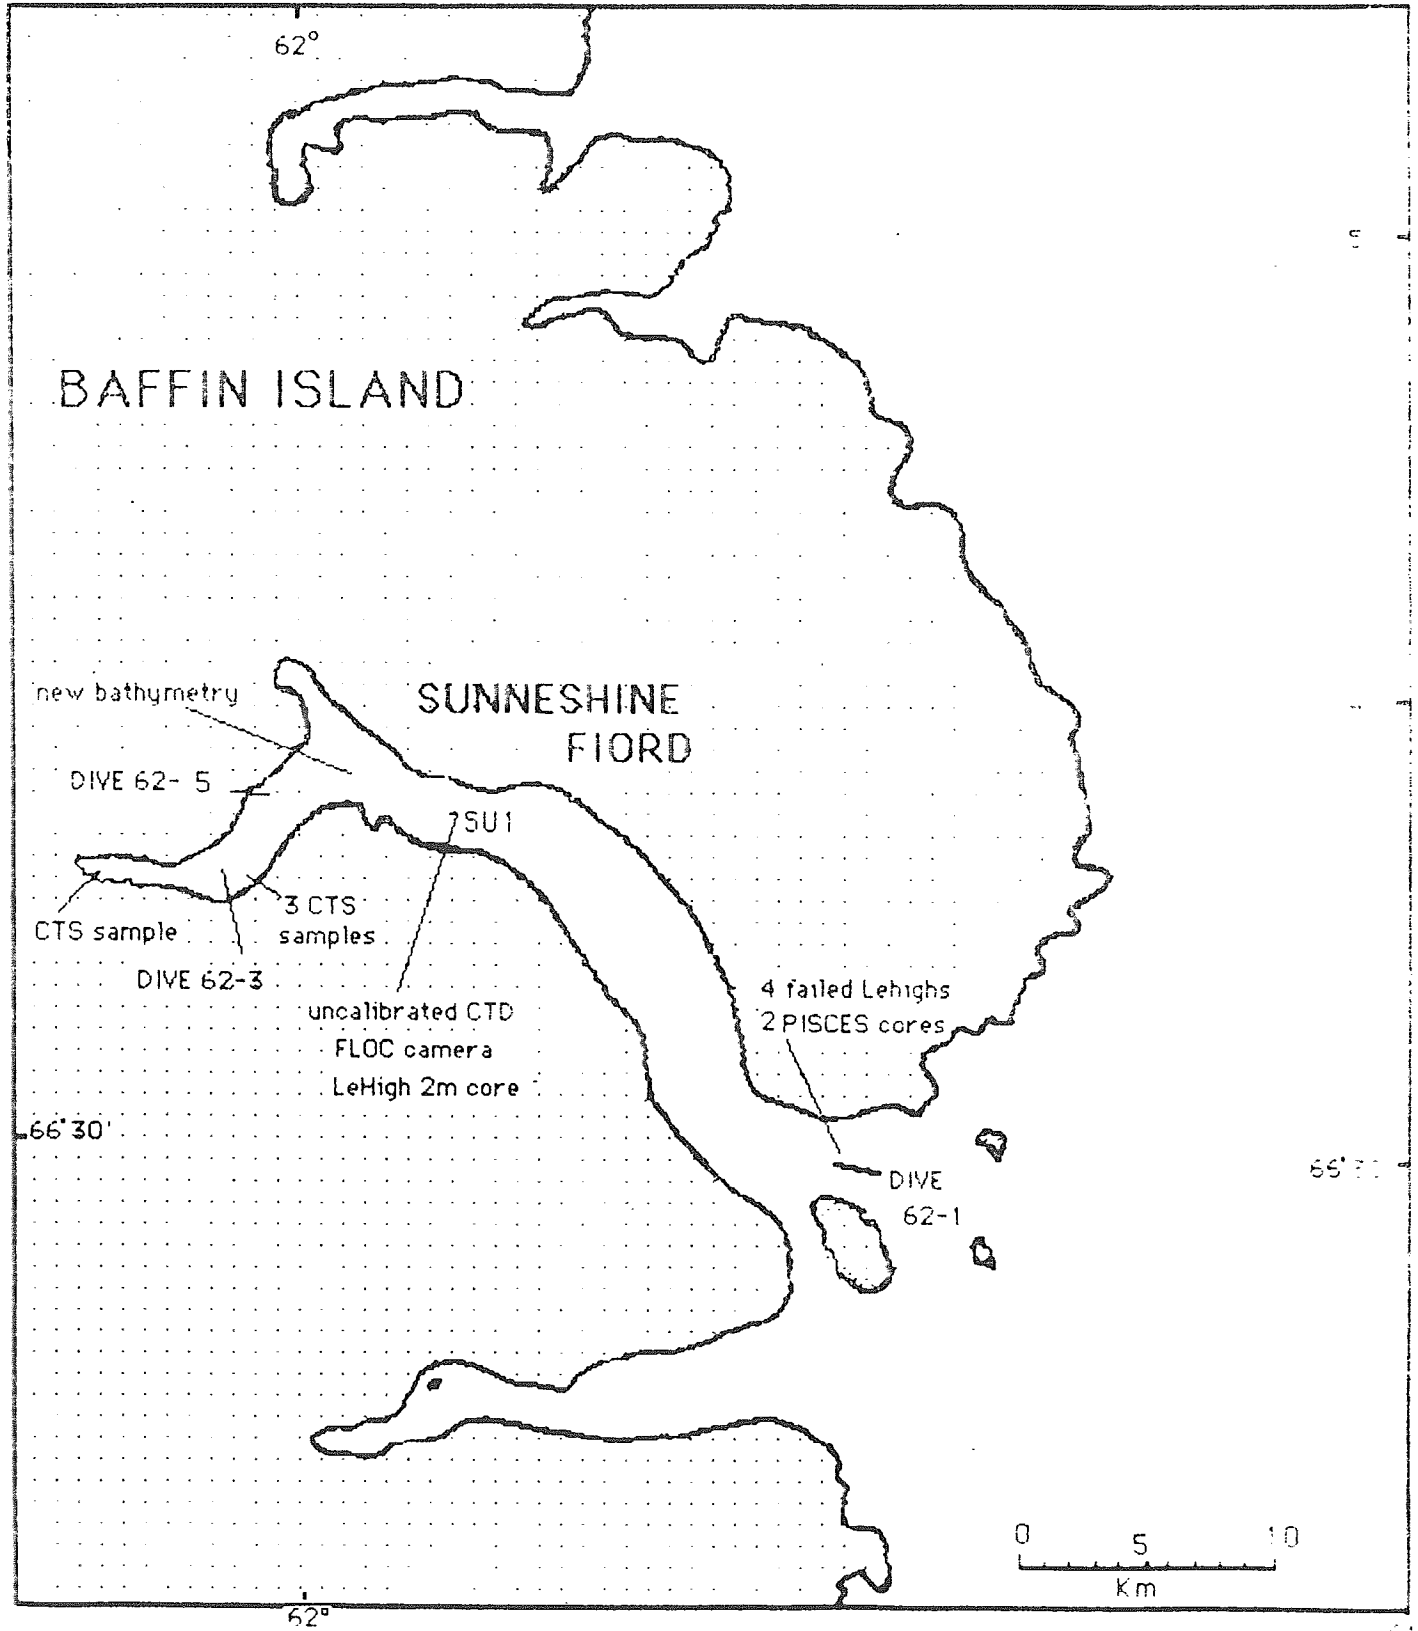 62°
BAFFIN ISLAND
new bathymetry
SUNNESHINE
FIORD
DIVE 62- 5
SU1
3 CTS
samples
CTS sample
DIVE 62-3
uncalibrated CTD
FLOC camera
LeHigh 2m core
4 failed Lehighs
2 PISCES cores
66°30'
DIVE
62-1
0 5 10
Km
62°